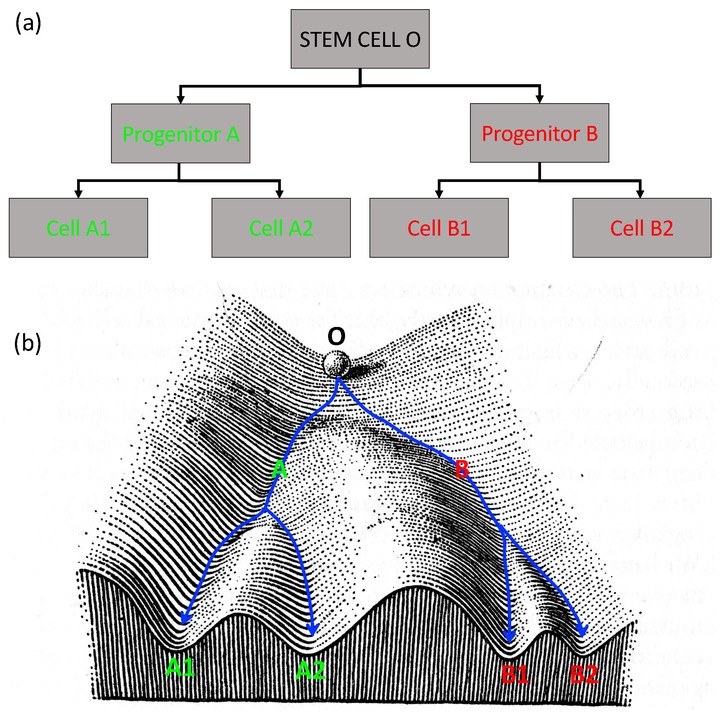 (a)
STEM CELL O
Progenitor A
Progenitor B
Cell A1
Cell A2
Cell B1
Cell B2
(b)
O
A
B
A1
A2
B1
B2